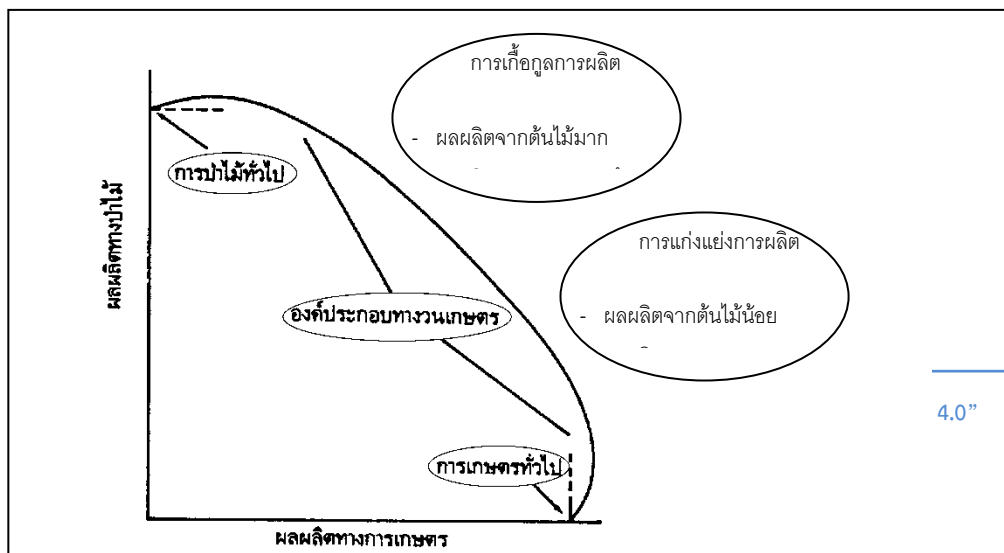 การเกื้อกูลการผลิต
- ผลผลิตจากต้นไม้มาก
การป่าไม้ทั่วไป
ผลผลิตทางป่าไม้
การแก่งแย่งการผลิต
- ผลผลิตจากต้นไม้น้อย
องค์ประกอบทางวนเกษตร
4.0”
การเกษตรทั่วไป
ผลผลิตทางการเกษตร